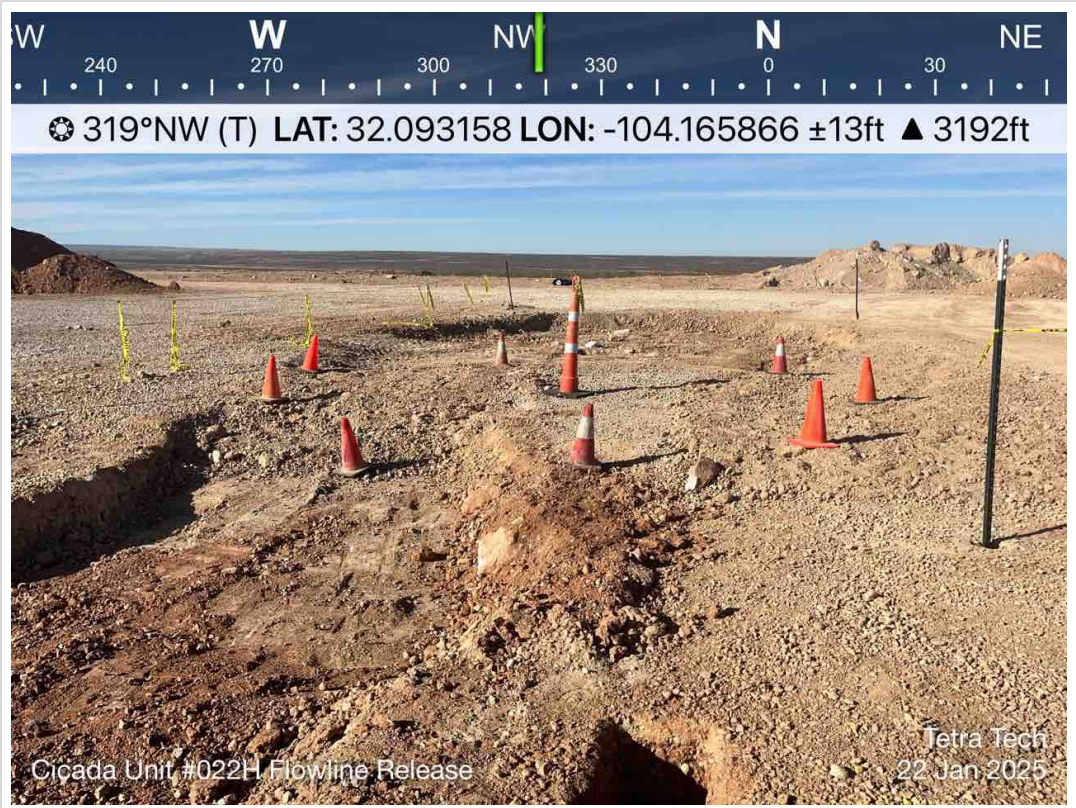 SW W NW N NE
240 270 300 330 0 30
319°NW (T) LAT: 32.093158 LON: -104.165866 ±13ft ▲ 3192ft
Tetra Tech
Cicada Unit #022H Flowline Release 22 Jan 2025